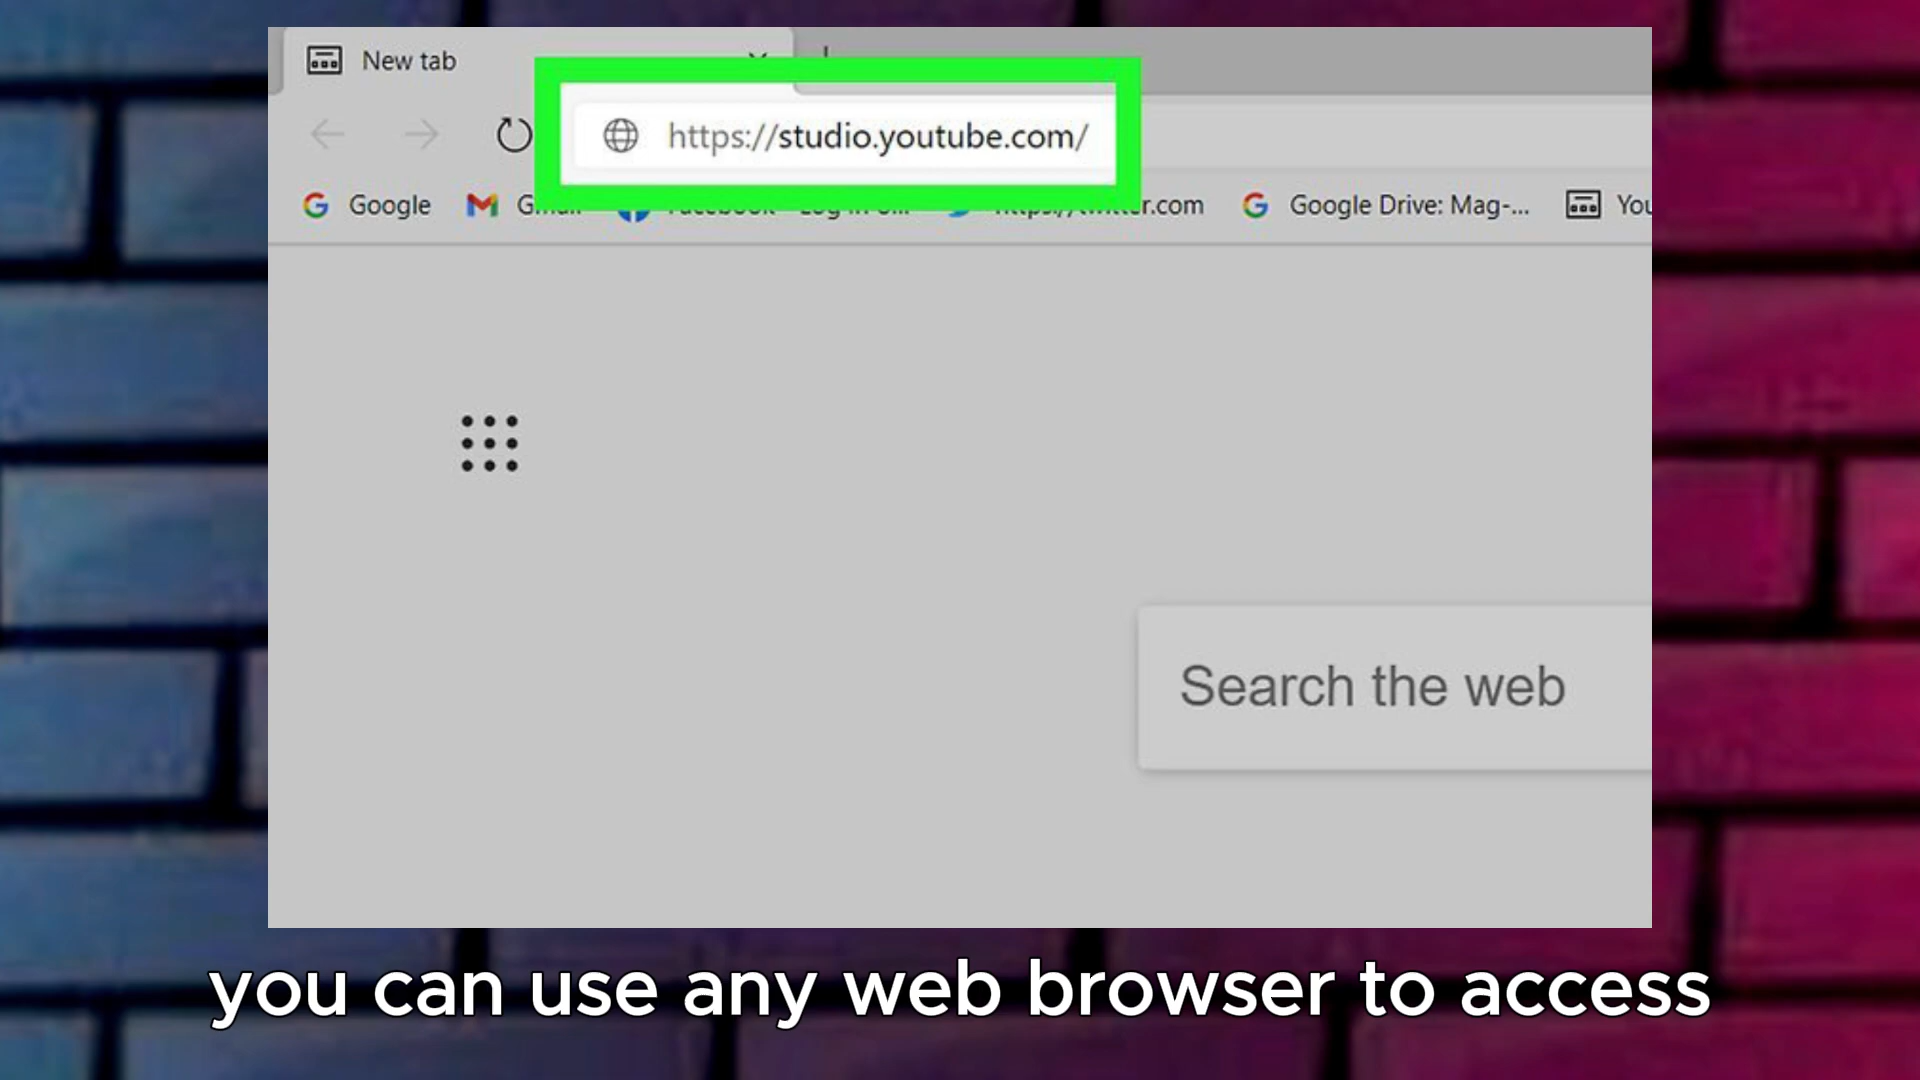 New tab
https://studio.youtube.com/
Google
.com
Google Drive: Mag-...
You
Search the web
you can use any web browser to access